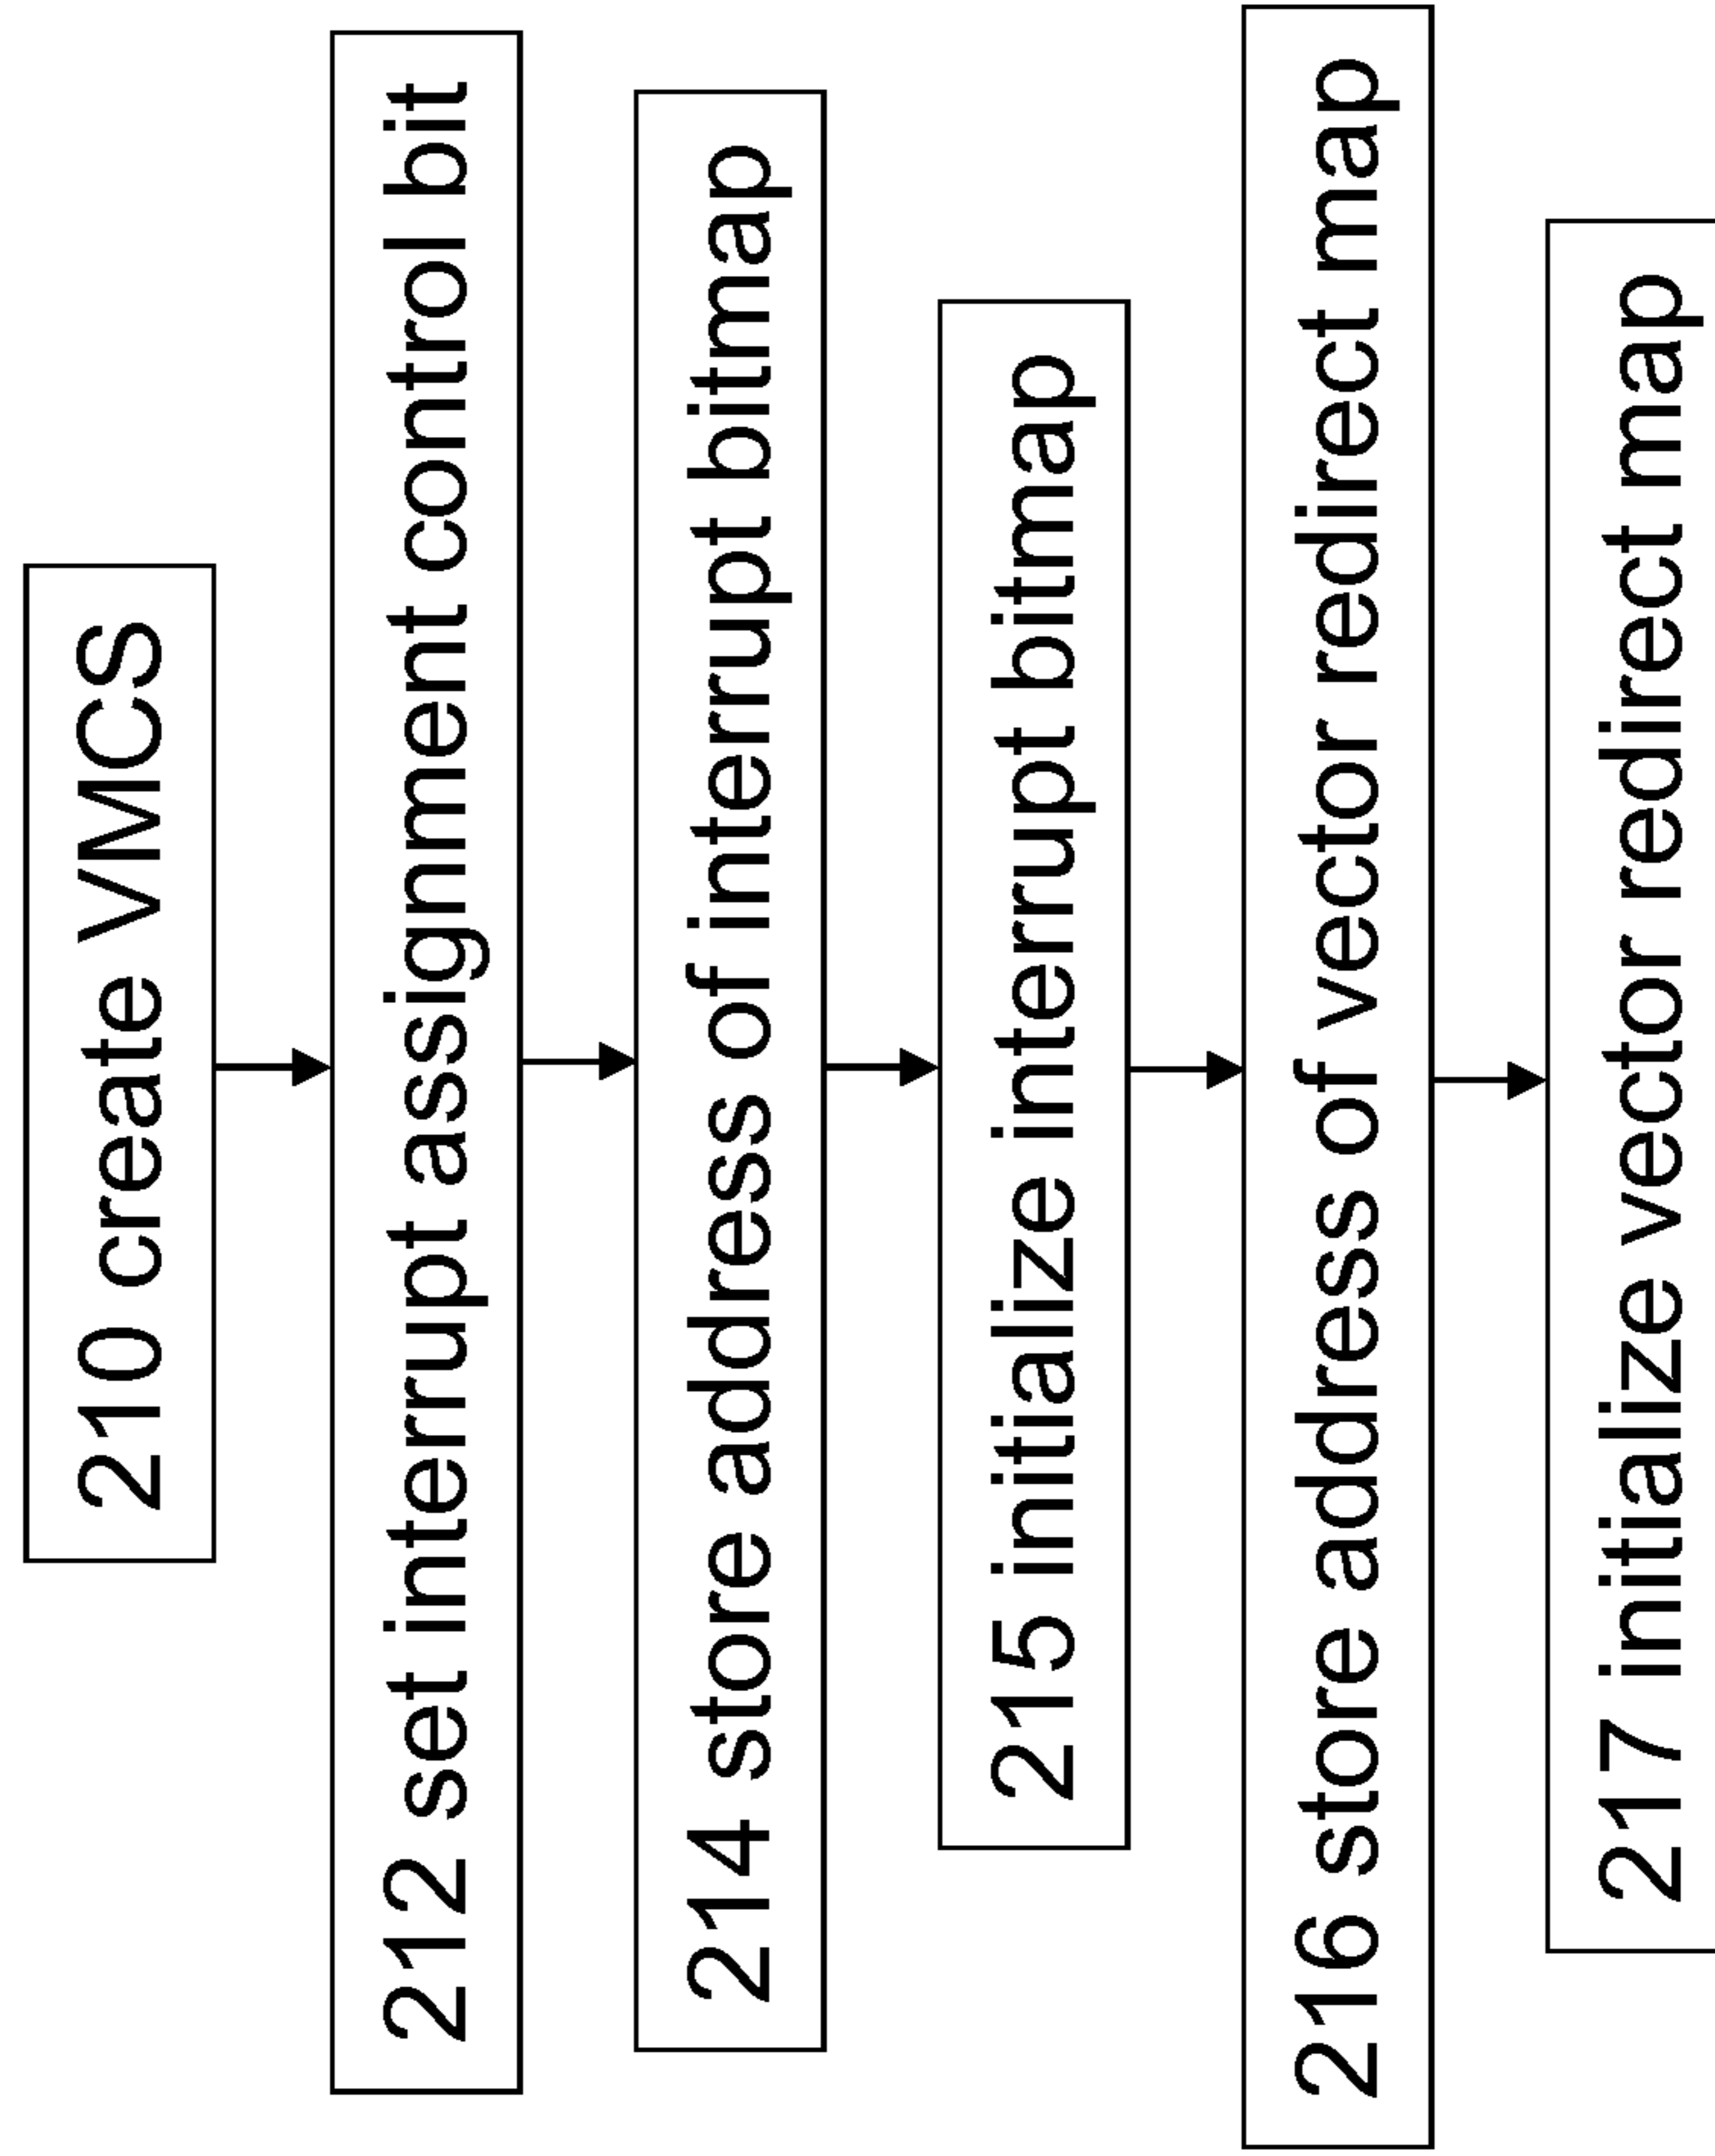 210 create VMCS
212 set interrupt assignment control bit
214 store address of interrupt bitmap
215 initialize interrupt bitmap
216 store address of vector redirect map
217 initialize vector redirect map